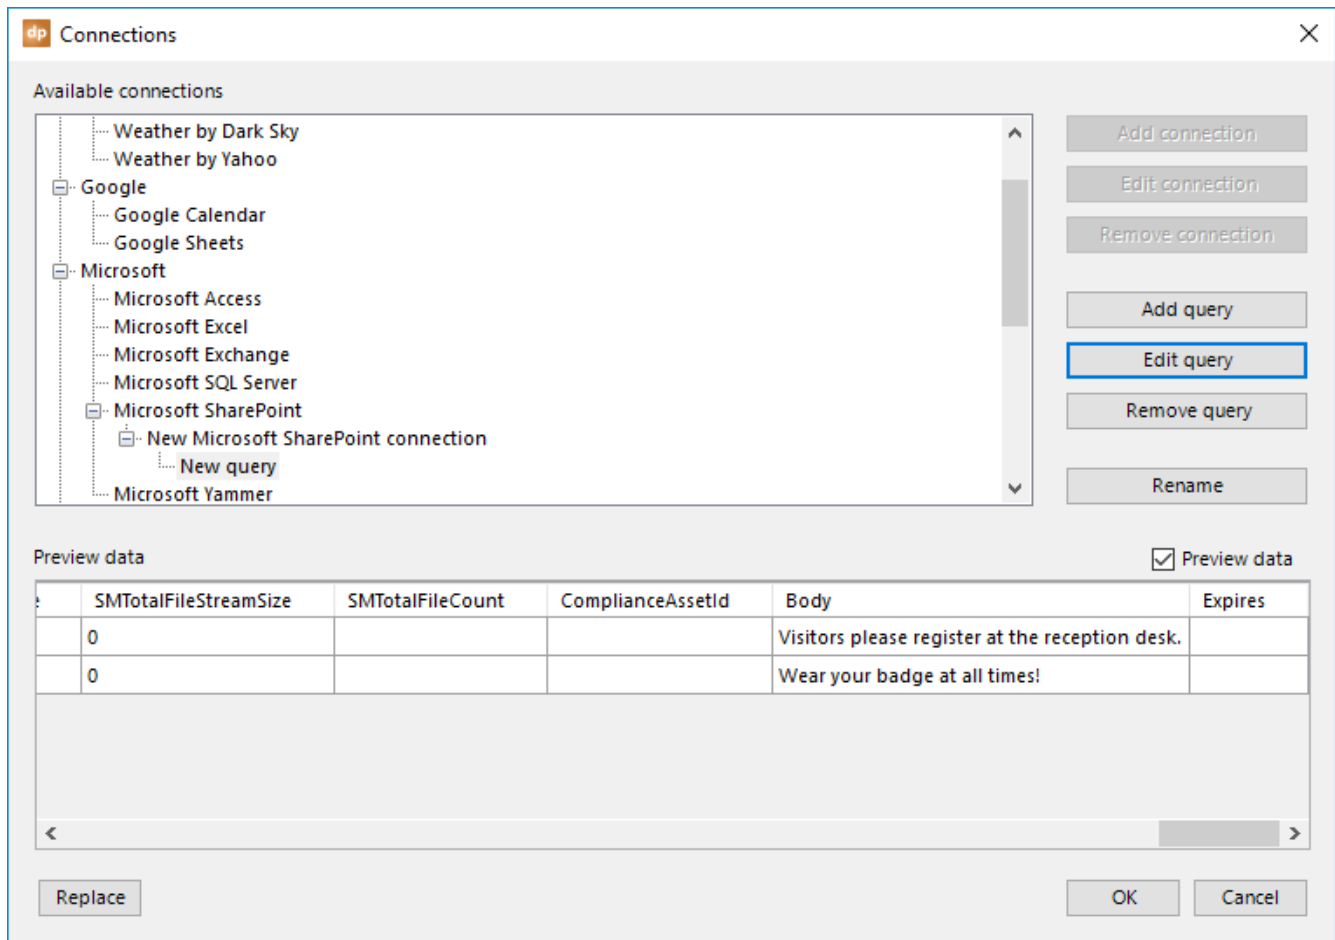 dp Connections
Available connections
Weather by Dark Sky
Weather by Yahoo
Google
Google Calendar
Google Sheets
Microsoft
Microsoft Access
Microsoft Excel
Microsoft Exchange
Microsoft SQL Server
Microsoft SharePoint
New Microsoft SharePoint connection
New query
Microsoft Yammer
Add connection
Edit connection
Remove connection
Add query
Edit query
Remove query
Rename
Preview data
Preview data
SMTotalFileStreamSize SMTotalFileCount ComplianceAssetId Body Expires
0 Visitors please register at the reception desk.
0 Wear your badge at all times!
Replace
OK
Cancel